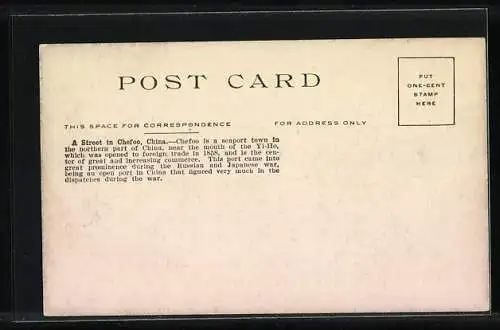 POST CARD
PUT
ONE-CENT
STAMP
HERE
THIS SPACE FOR CORRESPONDENCE
FOR ADDRESS ONLY
A Street in Chefoo, China.—Chefoo is a seaport town in
the northern part of China, near the mouth of the Yi-Ho,
which was opened to foreign trade in 1858, and is the cen-
ter of great and increasing commerce. This port came into
great prominence during the Russian and Japanese war,
being an open port in China that figured very much in the
dispatches during the war.